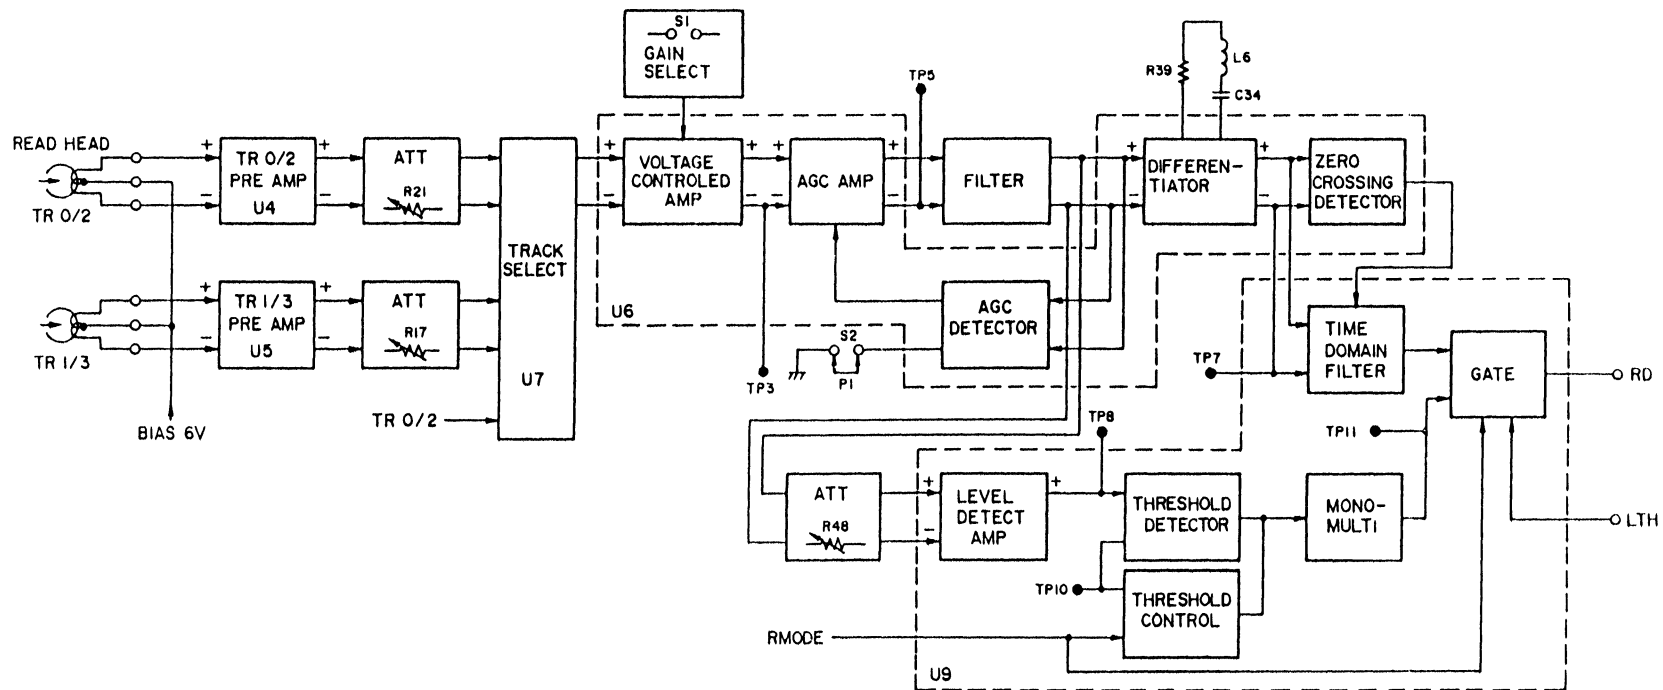 S1
GAIN
SELECT
READ HEAD
TR 0/2
+
-
TR 0/2
PRE AMP
U4
+
-
ATT
R21
TR 1/3
+
-
TR 1/3
PRE AMP
U5
+
-
ATT
R17
BIAS 6V
TRACK
SELECT
U7
TR 0/2
+
-
VOLTAGE
CONTROLED
AMP
+
-
+
-
AGC AMP
+
-
TP3
TP5
FILTER
U6
AGC
DETECTOR
S2
P1
R39
L6
C34
+
-
DIFFEREN-
TIATOR
+
-
ZERO
CROSSING
DETECTOR
TP7
TIME
DOMAIN
FILTER
GATE
RD
TP11
LTH
TP8
ATT
R48
+
-
LEVEL
DETECT
AMP
+
THRESHOLD
DETECTOR
MONO-
MULTI
TP10
THRESHOLD
CONTROL
RMODE
U9